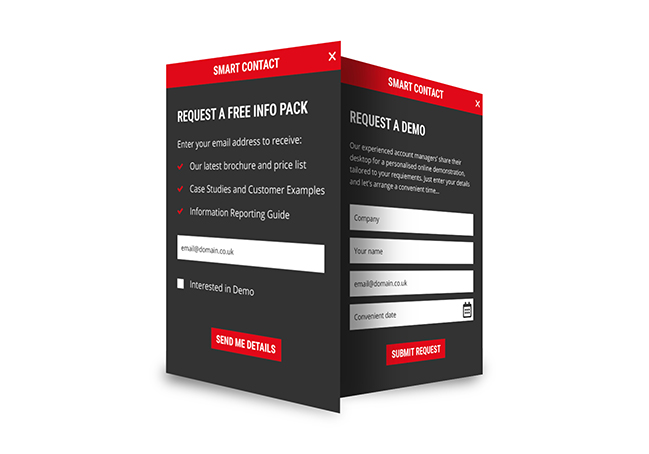 SMART CONTACT
X
REQUEST A FREE INFO PACK
Enter your email address to receive:
Our latest brochure and price list
Case Studies and Customer Examples
Information Reporting Guide
email@domain.co.uk
Interested in Demo
SEND ME DETAILS
SMART CONTACT
X
REQUEST A DEMO
Our experienced account managers' share their
desktop for a personalised online demonstration,
tailored to your requiements. Just enter your details
and let's arrange a convenient time...
Company
Your name
email@domain.co.uk
Convenient date
SUBMIT REQUEST